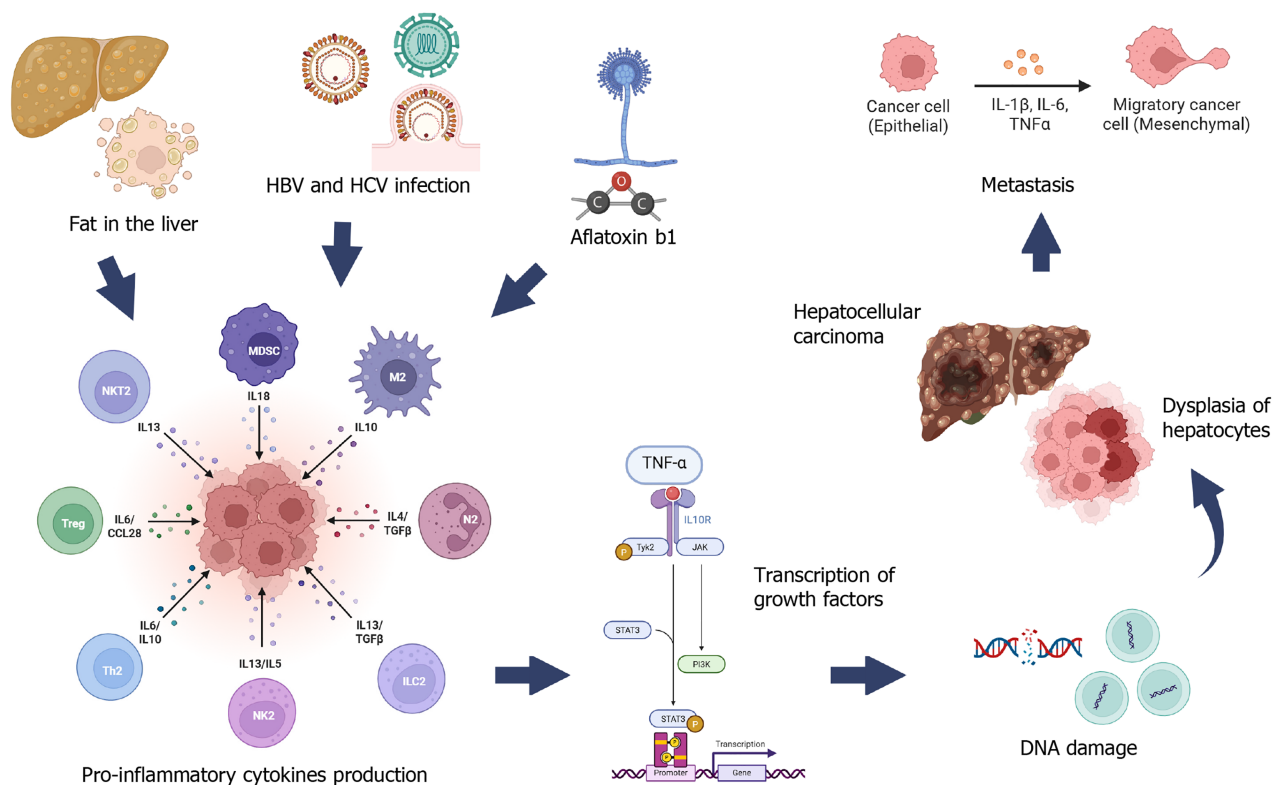 Fat in the liver
HBV and HCV infection
O
C
C
Aflatoxin b1
Cancer cell
(Epithelial)
IL-1β, IL-6,
TNFα
Migratory cancer
cell (Mesenchymal)
Metastasis
Hepatocellular
carcinoma
Dysplasia of
hepatocytes
MDSC
IL18
NKT2
IL13
M2
IL10
Treg
IL6/
CCL28
N2
IL4/
TGFβ
Th2
IL6/
IL10
NK2
IL13/IL5
ILC2
IL13/
TGFβ
Pro-inflammatory cytokines production
TNF-α
IL10R
P
Tyk2
JAK
STAT3
PI3K
STAT3
P
P
P
Promoter
Transcription
Gene
Transcription of
growth factors
DNA damage